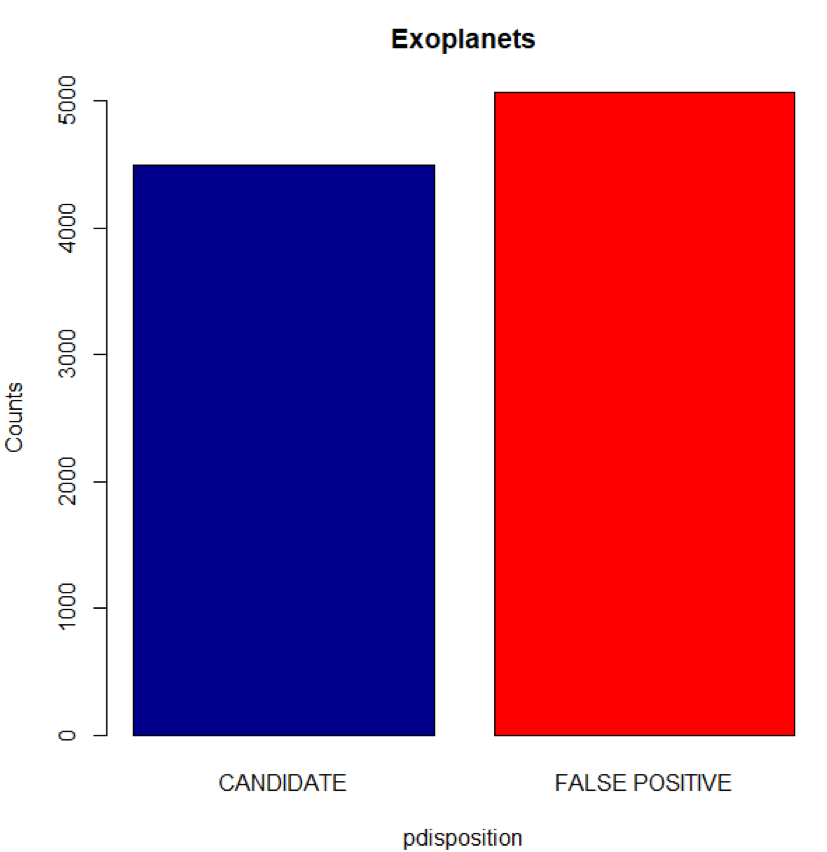 Exoplanets
Counts
5000
4000
3000
2000
1000
0
CANDIDATE
FALSE POSITIVE
pdisposition